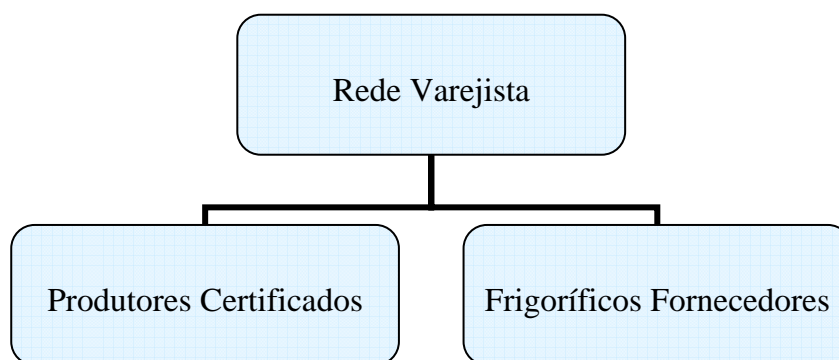 Rede Varejista
Produtores Certificados
Frigoríficos Fornecedores